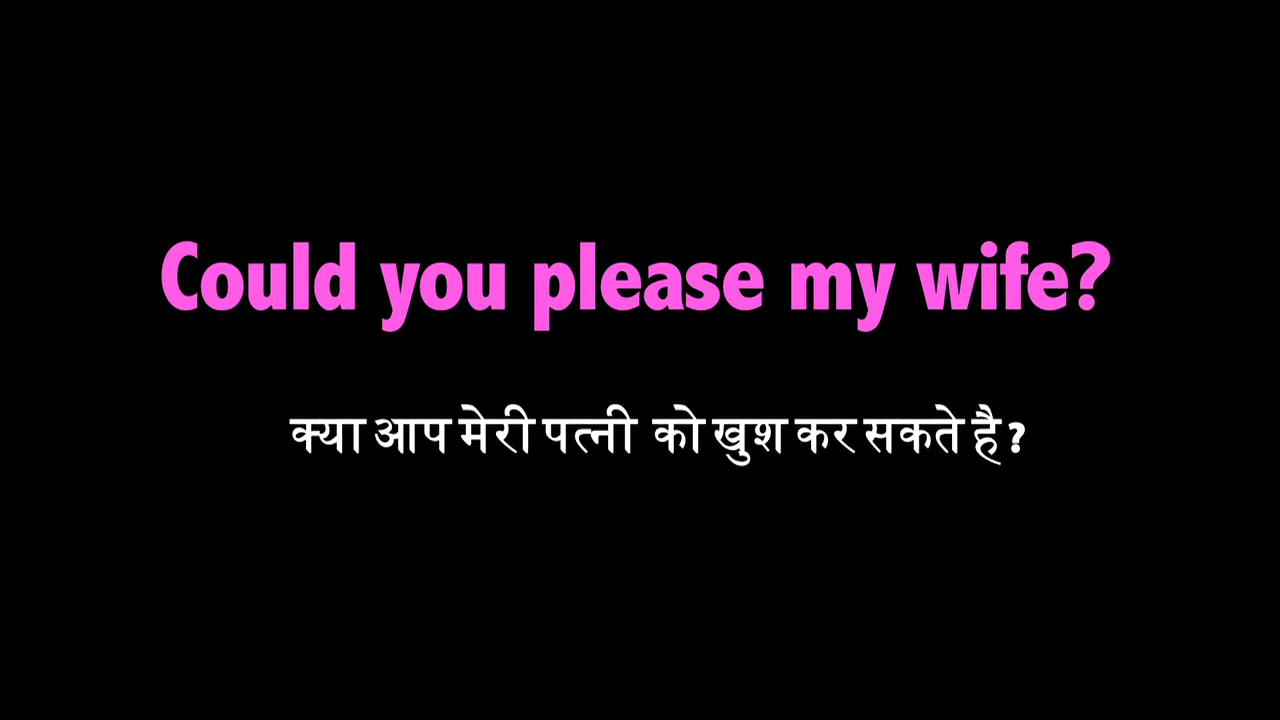 Could you please my wife?
क्या आप मेरी पत्नी को खुश कर सकते है?